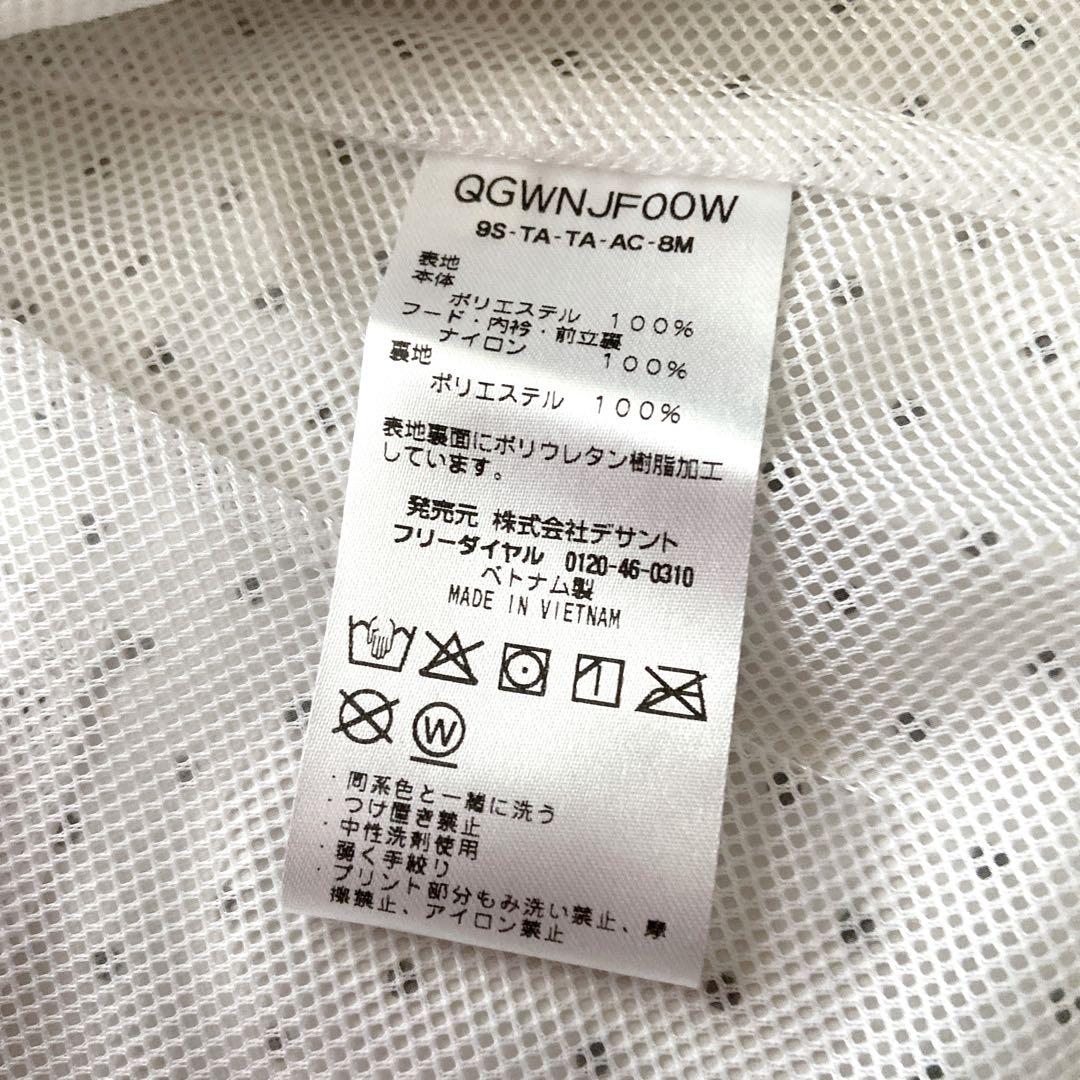 QGWNJF00W
9S-TA-TA-AC-8M
表地
本体
ポリエステル 100%
フード・内衿・前立裏
ナイロン 100%
裏地
ポリエステル 100%
表地裏面にポリウレタン樹脂加工
しています。
発売元 株式会社デサント
フリーダイヤル 0120-46-0310
ベトナム製
MADE IN VIETNAM
W
・同系色と一緒に洗う
・つけ置き禁止
・中性洗剤使用
・弱く手絞り
・プリント部分もみ洗い禁止、摩
擦禁止、アイロン禁止